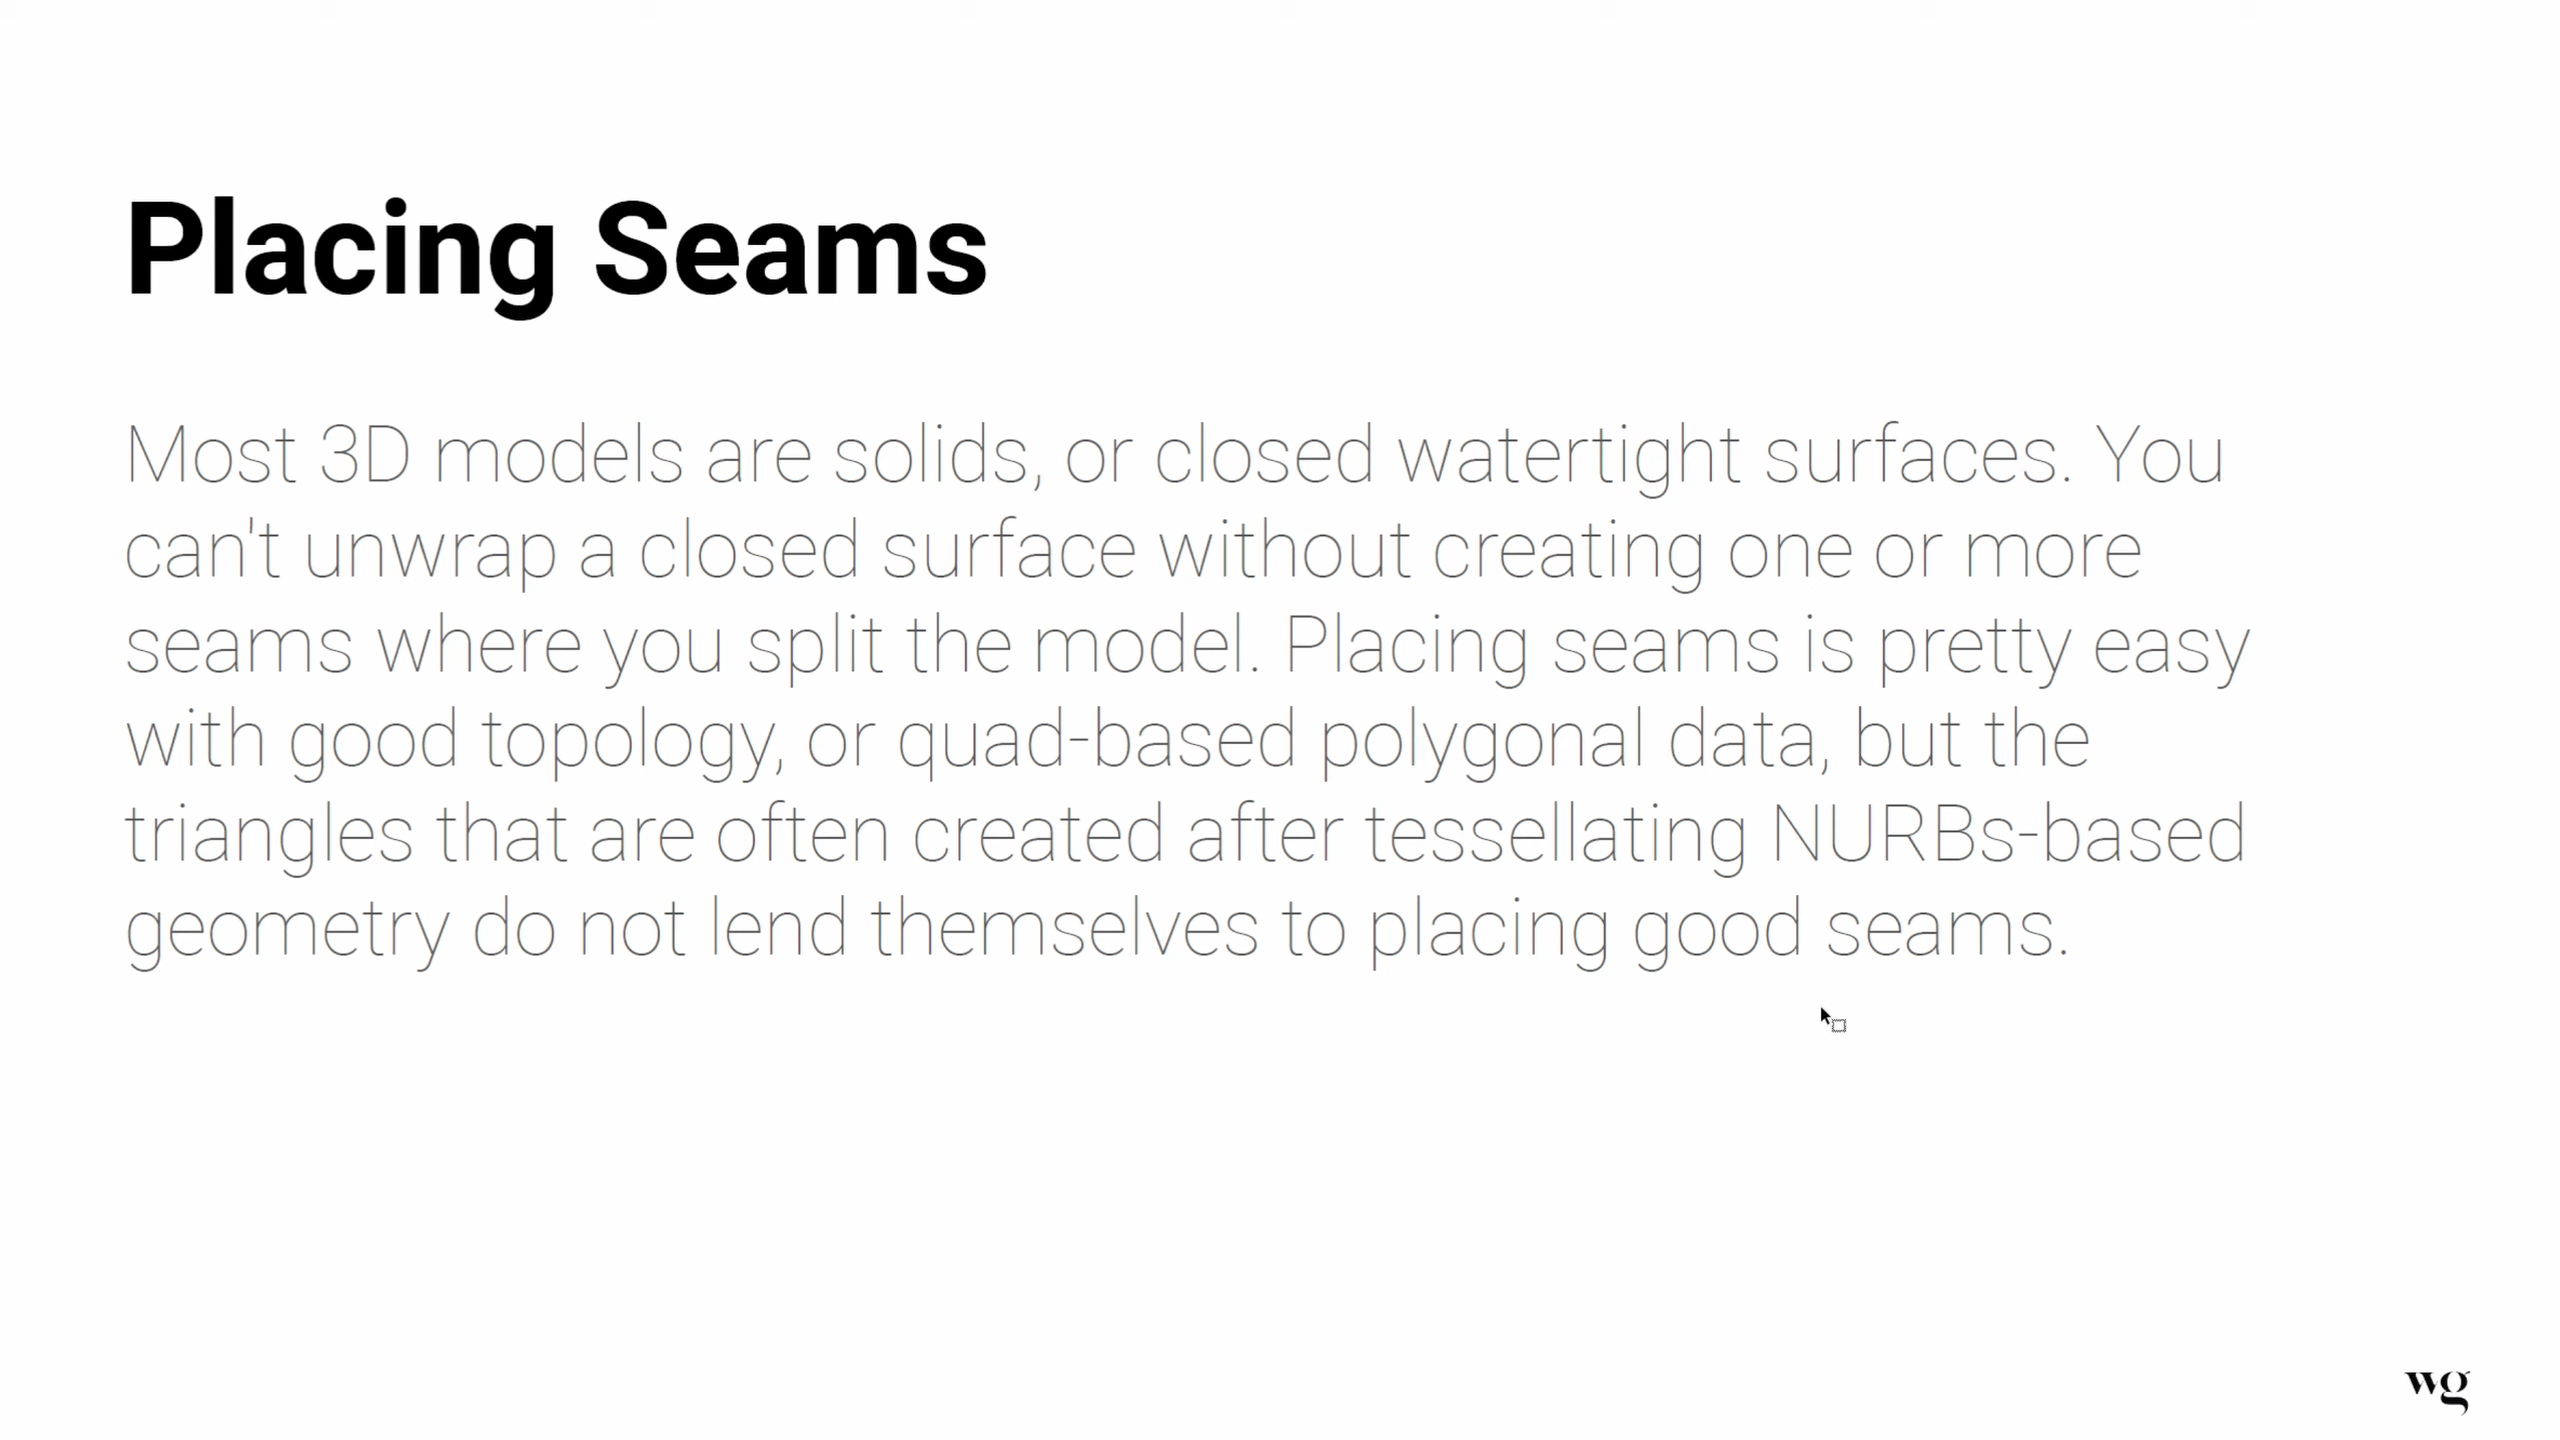 Placing Seams
Most 3D models are solids, or closed watertight surfaces. You
can't unwrap a closed surface without creating one or more
seams where you split the model. Placing seams is pretty easy
with good topology, or quad-based polygonal data, but the
triangles that are often created after tessellating NURBs-based
geometry do not lend themselves to placing good seams.
wg